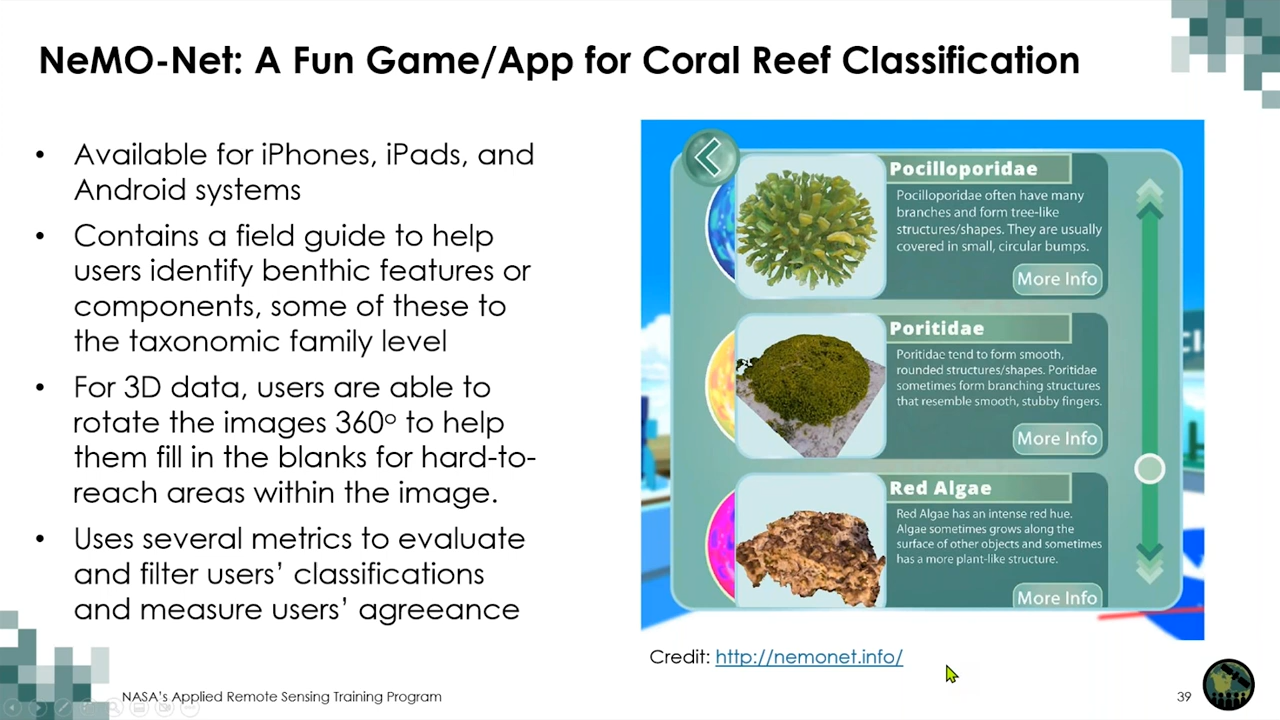 NeMO-Net: A Fun Game/App for Coral Reef Classification
• Available for iPhones, iPads, and
Android systems
• Contains a field guide to help
users identify benthic features or
components, some of these to
the taxonomic family level
• For 3D data, users are able to
rotate the images 360° to help
them fill in the blanks for hard-to-
reach areas within the image.
• Uses several metrics to evaluate
and filter users’ classifications
and measure users’ agreeance
Pocilloporidae
Pocilloporidae often have many
branches and form tree-like
structures/shapes. They are usually
covered in small, circular bumps.
More Info
Poritidae
Poritidae tend to form smooth,
rounded structures/shapes. Poritidae
sometimes form branching structures
that resemble smooth, stubby fingers.
More Info
Red Algae
Red Algae has an intense red hue.
Algae sometimes grows along the
surface of other objects and sometimes
has a more plant-like structure.
More Info
Credit: http://nemonet.info/
NASA’s Applied Remote Sensing Training Program
39